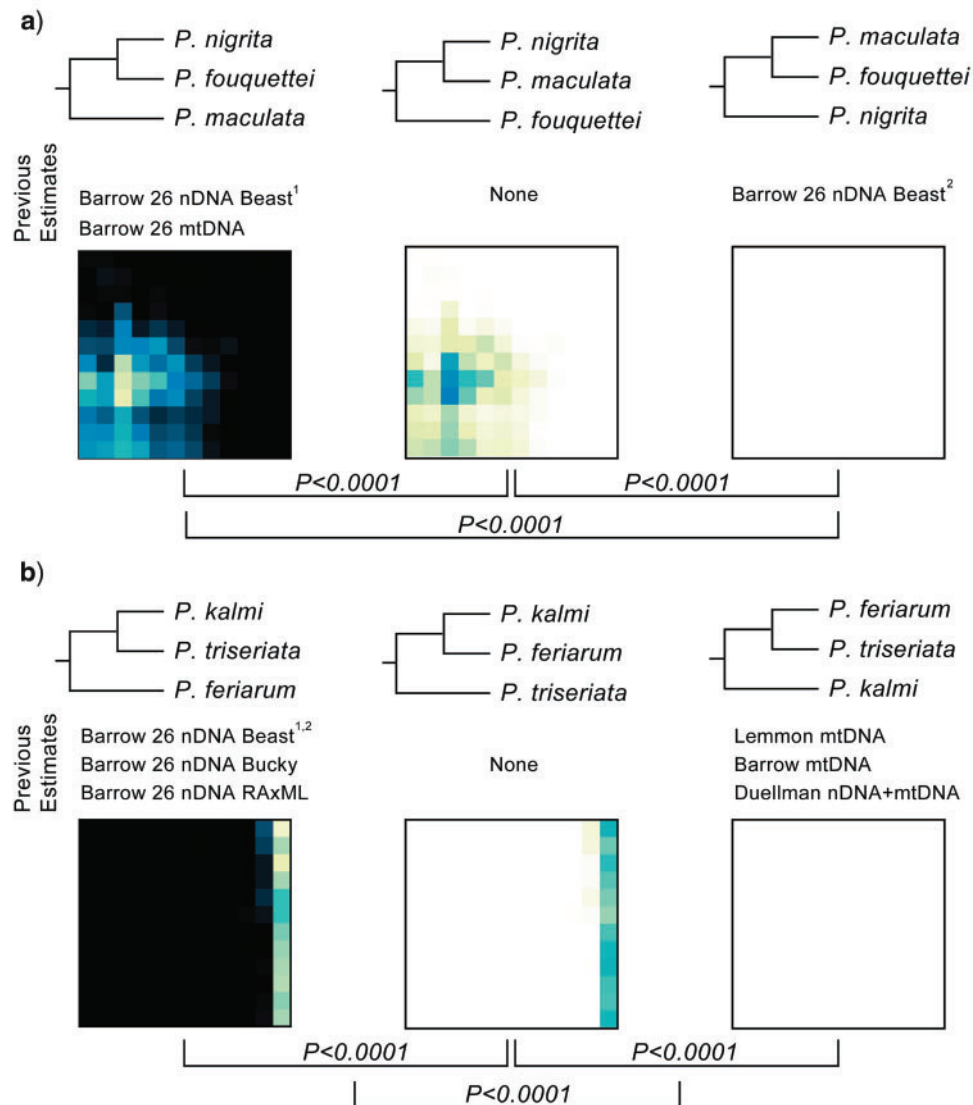 a)
P. nigrita
P. fouquettei
P. maculata
P. nigrita
P. maculata
P. fouquettei
P. maculata
P. fouquettei
P. nigrita
Previous
Estimates
Barrow 26 nDNA Beast¹
Barrow 26 mtDNA
None
Barrow 26 nDNA Beast²
P<0.0001
P<0.0001
P<0.0001
b)
P. kalmi
P. triseriata
P. feriarum
P. kalmi
P. feriarum
P. triseriata
P. feriarum
P. triseriata
P. kalmi
Previous
Estimates
Barrow 26 nDNA Beast¹,²
Barrow 26 nDNA Bucky
Barrow 26 nDNA RAxML
None
Lemmon mtDNA
Barrow mtDNA
Duellman nDNA+mtDNA
P<0.0001
P<0.0001
P<0.0001